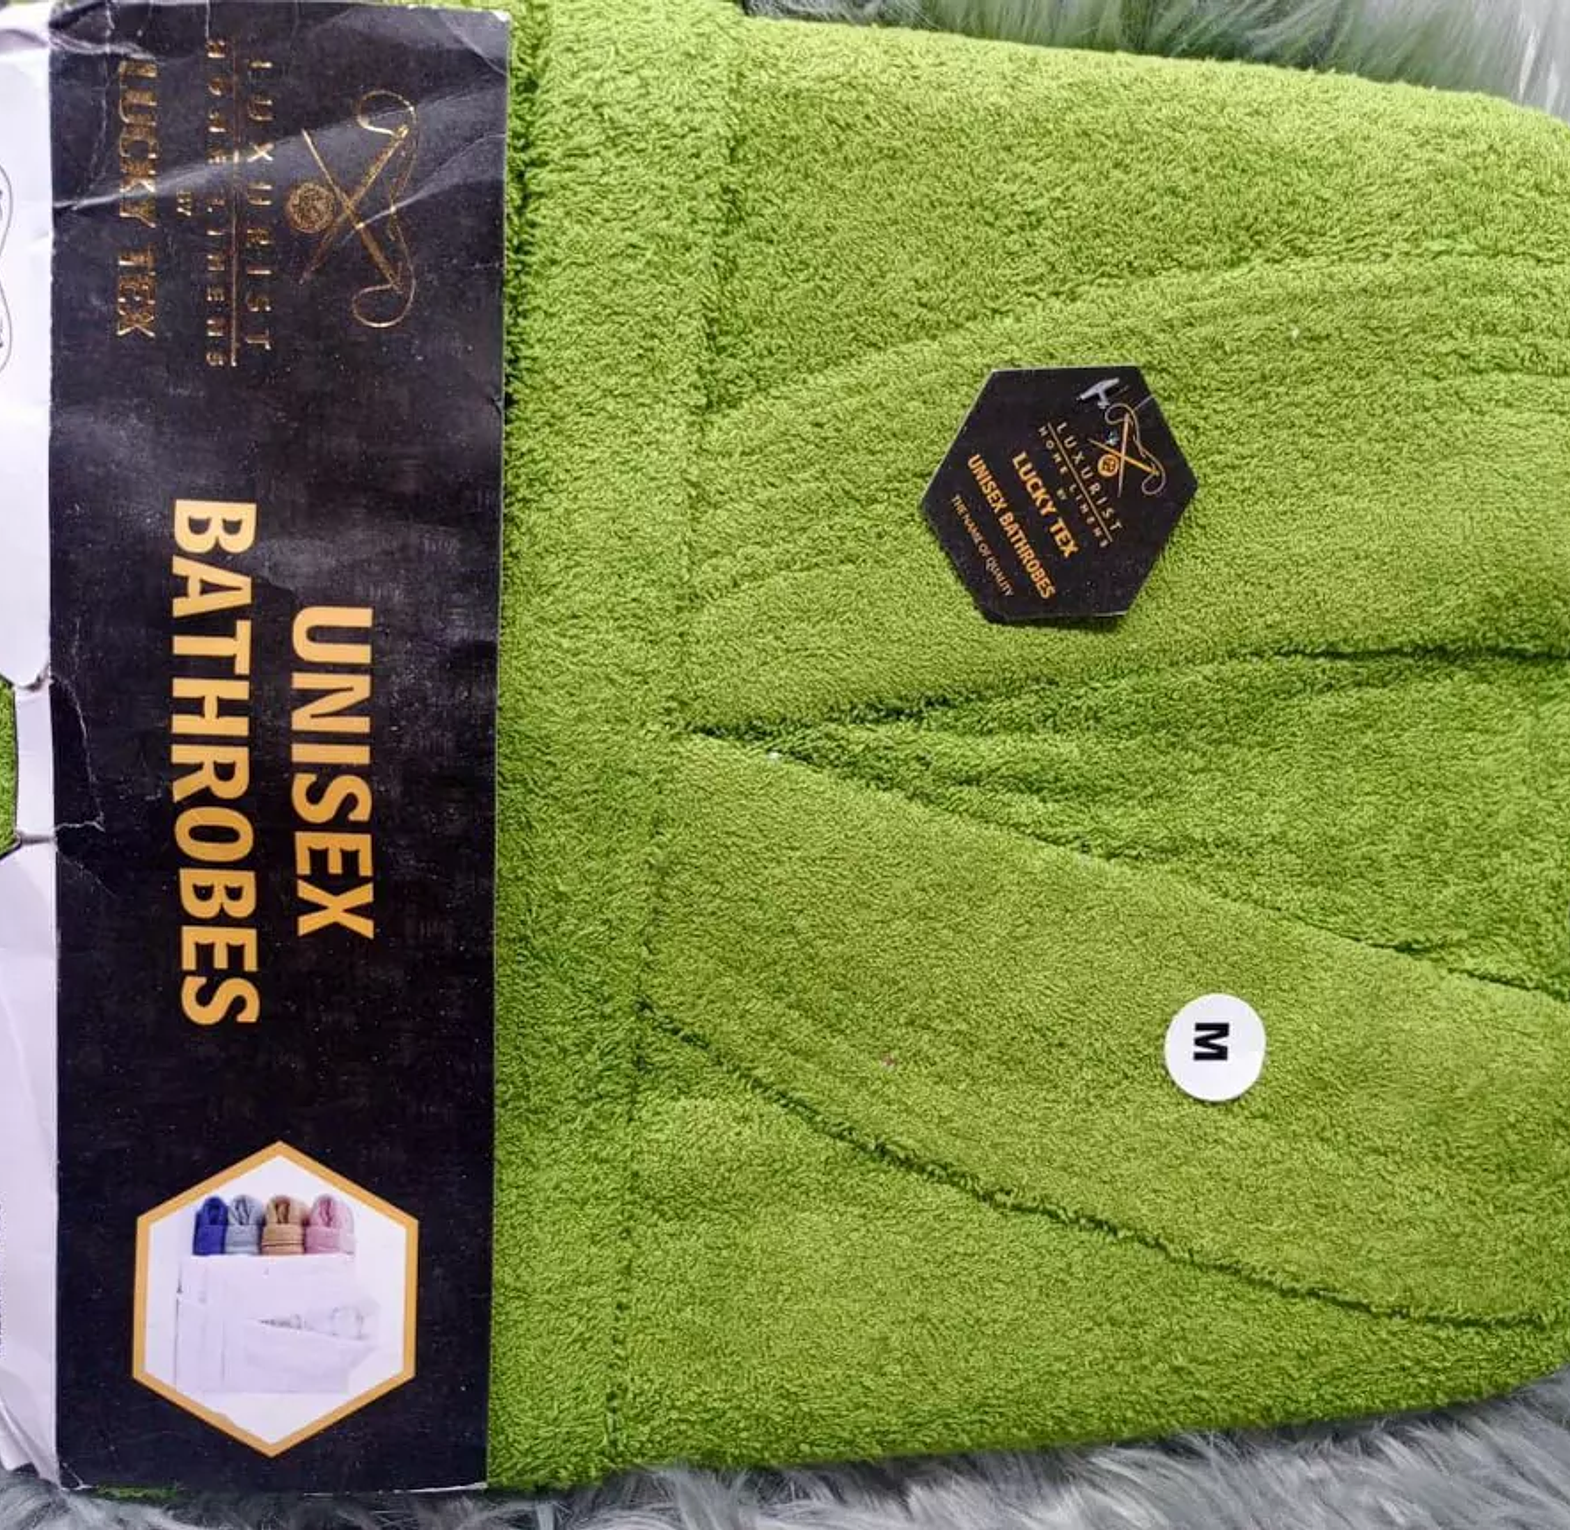 LUXURIST
HOME LINENS
BY
LUCKY TEX
UNISEX
BATHROBES
LUXURIST
HOME LINENS
BY
LUCKY TEX
UNISEX BATHROBES
THE NAME OF QUALITY
M